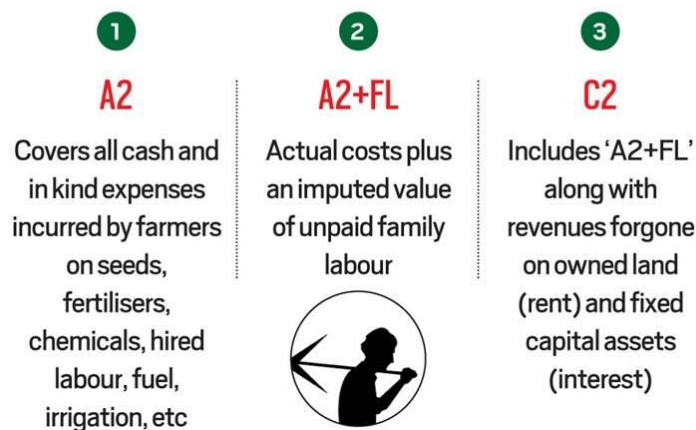 1
A2
Covers all cash and
in kind expenses
incurred by farmers
on seeds,
fertilisers,
chemicals, hired
labour, fuel,
irrigation, etc
2
A2+FL
Actual costs plus
an imputed value
of unpaid family
labour
3
C2
Includes ‘A2+FL’
along with
revenues forgone
on owned land
(rent) and fixed
capital assets
(interest)